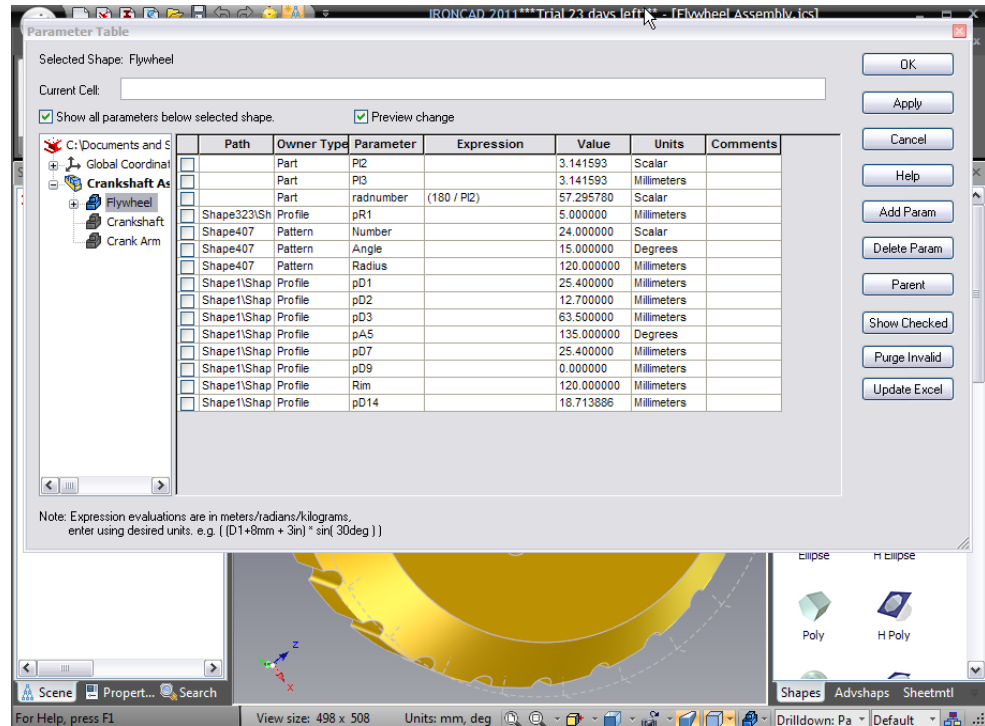 IRONCAD 2011***Trial 23 days left*** - [Flywheel Assembly.ics]
Parameter Table
Selected Shape: Flywheel
Current Cell:
Show all parameters below selected shape.
Preview change
OK
Apply
Cancel
Help
Add Param
Delete Param
Parent
Show Checked
Purge Invalid
Update Excel
C:\Documents and S
Global Coordinat
Crankshaft As
Flywheel
Crankshaft
Crank Arm
Path Owner Type Parameter Expression Value Units Comments
Part PI2 3.141593 Scalar
Part PI3 3.141593 Millimeters
Part radnumber (180 / PI2) 57.295780 Scalar
Shape323\Sh Profile pR1 5.000000 Millimeters
Shape407 Pattern Number 24.000000 Scalar
Shape407 Pattern Angle 15.000000 Degrees
Shape407 Pattern Radius 120.000000 Millimeters
Shape1\Shap Profile pD1 25.400000 Millimeters
Shape1\Shap Profile pD2 12.700000 Millimeters
Shape1\Shap Profile pD3 63.500000 Millimeters
Shape1\Shap Profile pA5 135.000000 Degrees
Shape1\Shap Profile pD7 25.400000 Millimeters
Shape1\Shap Profile pD9 0.000000 Millimeters
Shape1\Shap Profile Rim 120.000000 Millimeters
Shape1\Shap Profile pD14 18.713886 Millimeters
Note: Expression evaluations are in meters/radians/kilograms,
enter using desired units. e.g. ( (D1+8mm + 3in) * sin( 30deg ) )
Ellipse H Ellipse
Poly H Poly
z
x
Scene Propert... Search
Shapes Advshaps Sheetmtl
For Help, press F1 View size: 498 x 508 Units: mm, deg Drilldown: Pa Default